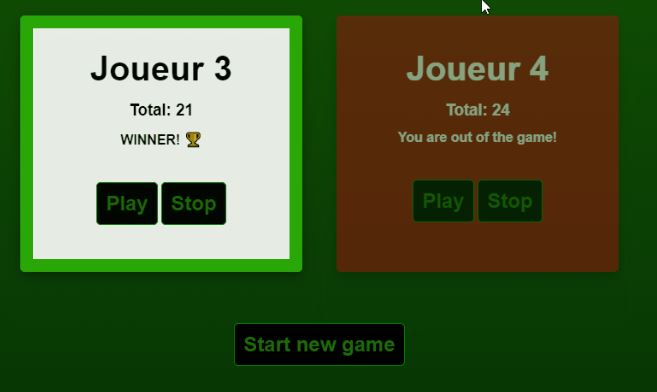 Joueur 3
Total: 21
WINNER! 🏆
Play Stop
Joueur 4
Total: 24
You are out of the game!
Play Stop
Start new game